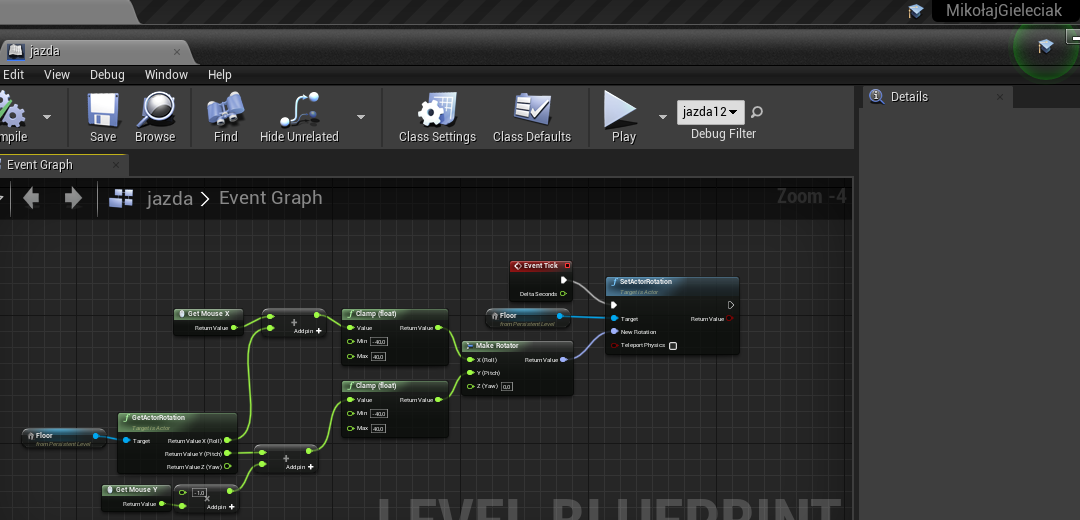 MikołajGieleciak
jazda
Edit View Debug Window Help
mpile Save Browse Find Hide Unrelated Class Settings Class Defaults Play jazda12 Debug Filter
Details
Event Graph
jazda > Event Graph
Zoom -4
Event Tick
Delta Seconds
SetActorRotation
Target is Actor
Target
New Rotation
Teleport Physics
Return Value
Floor
from Persistent Level
Get Mouse X
Return Value
+
Add pin +
Clamp (float)
Value Return Value
Min -40,0
Max 40,0
Make Rotator
X (Roll) Return Value
Y (Pitch)
Z (Yaw) 0,0
Clamp (float)
Value Return Value
Min -40,0
Max 40,0
GetActorRotation
Target is Actor
Target Return Value X (Roll)
Return Value Y (Pitch)
Return Value Z (Yaw)
Floor
from Persistent Level
+
Add pin +
Get Mouse Y
Return Value
-1,0
×
Add pin +
LEVEL BLUEPRINT